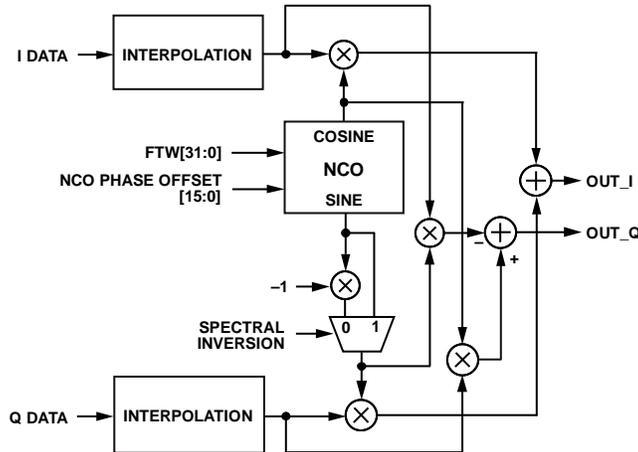 I DATA
INTERPOLATION
COSINE
FTW[31:0]
NCO
NCO PHASE OFFSET
[15:0]
SINE
OUT_I
OUT_Q
–
+
–1
0 1
SPECTRAL
INVERSION
Q DATA
INTERPOLATION